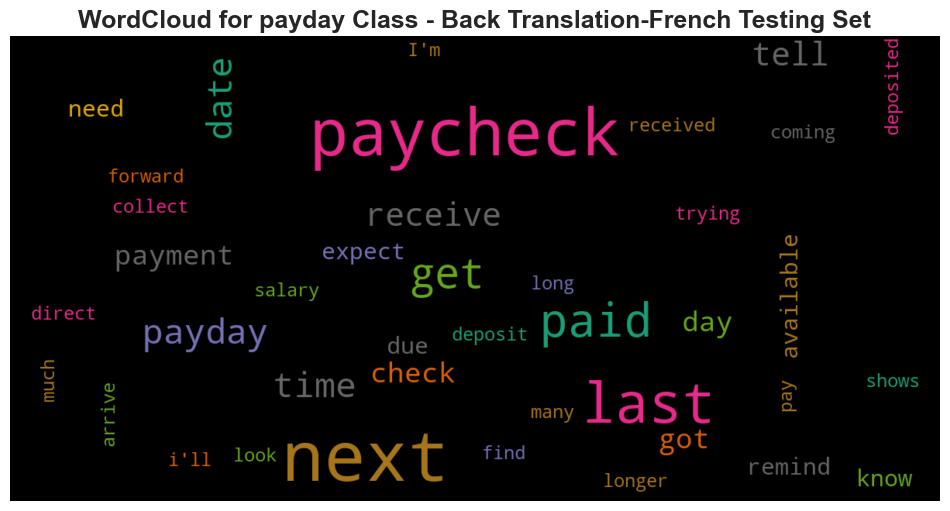 WordCloud for payday Class - Back Translation-French Testing Set
I'm
tell
deposited
date
need
paycheck
received
coming
forward
collect
receive
trying
payment
expect
get
available
salary
long
direct
payday
paid
day
deposit
due
check
time
much
arrive
shows
pay
last
many
next
got
i'll
look
find
remind
longer
know